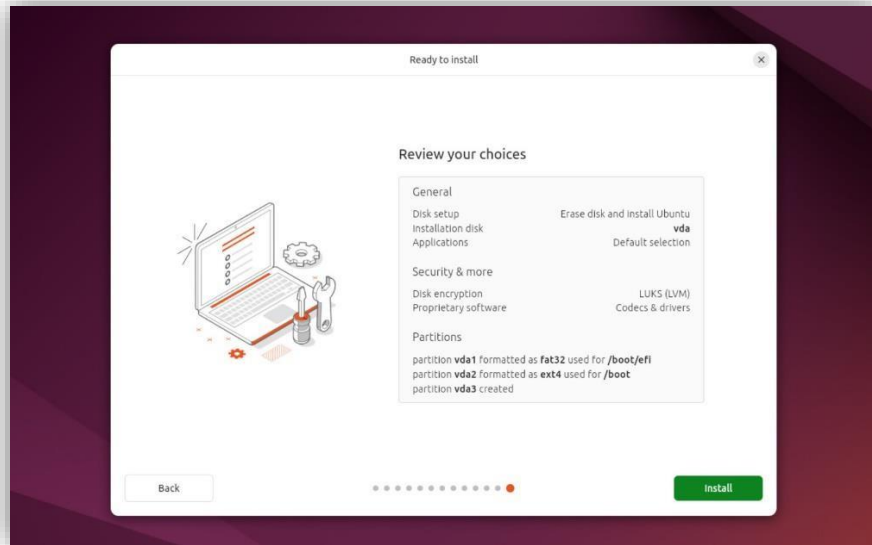 Ready to install
Review your choices
General
Disk setup Erase disk and install Ubuntu
Installation disk vda
Applications Default selection
Security & more
Disk encryption LUKS (LVM)
Proprietary software Codecs & drivers
Partitions
partition vda1 formatted as fat32 used for /boot/efi
partition vda2 formatted as ext4 used for /boot
partition vda3 created
Back Install